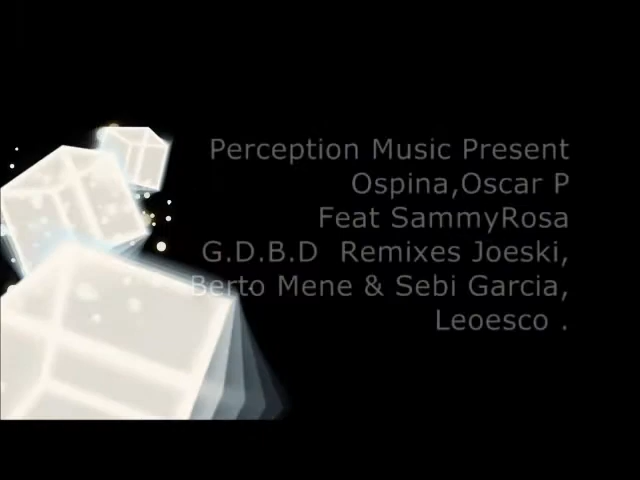 Perception Music Present
Ospina,Oscar P
Feat SammyRosa
G.D.B.D  Remixes Joeski,
Berto Mene & Sebi Garcia,
Leoesco .